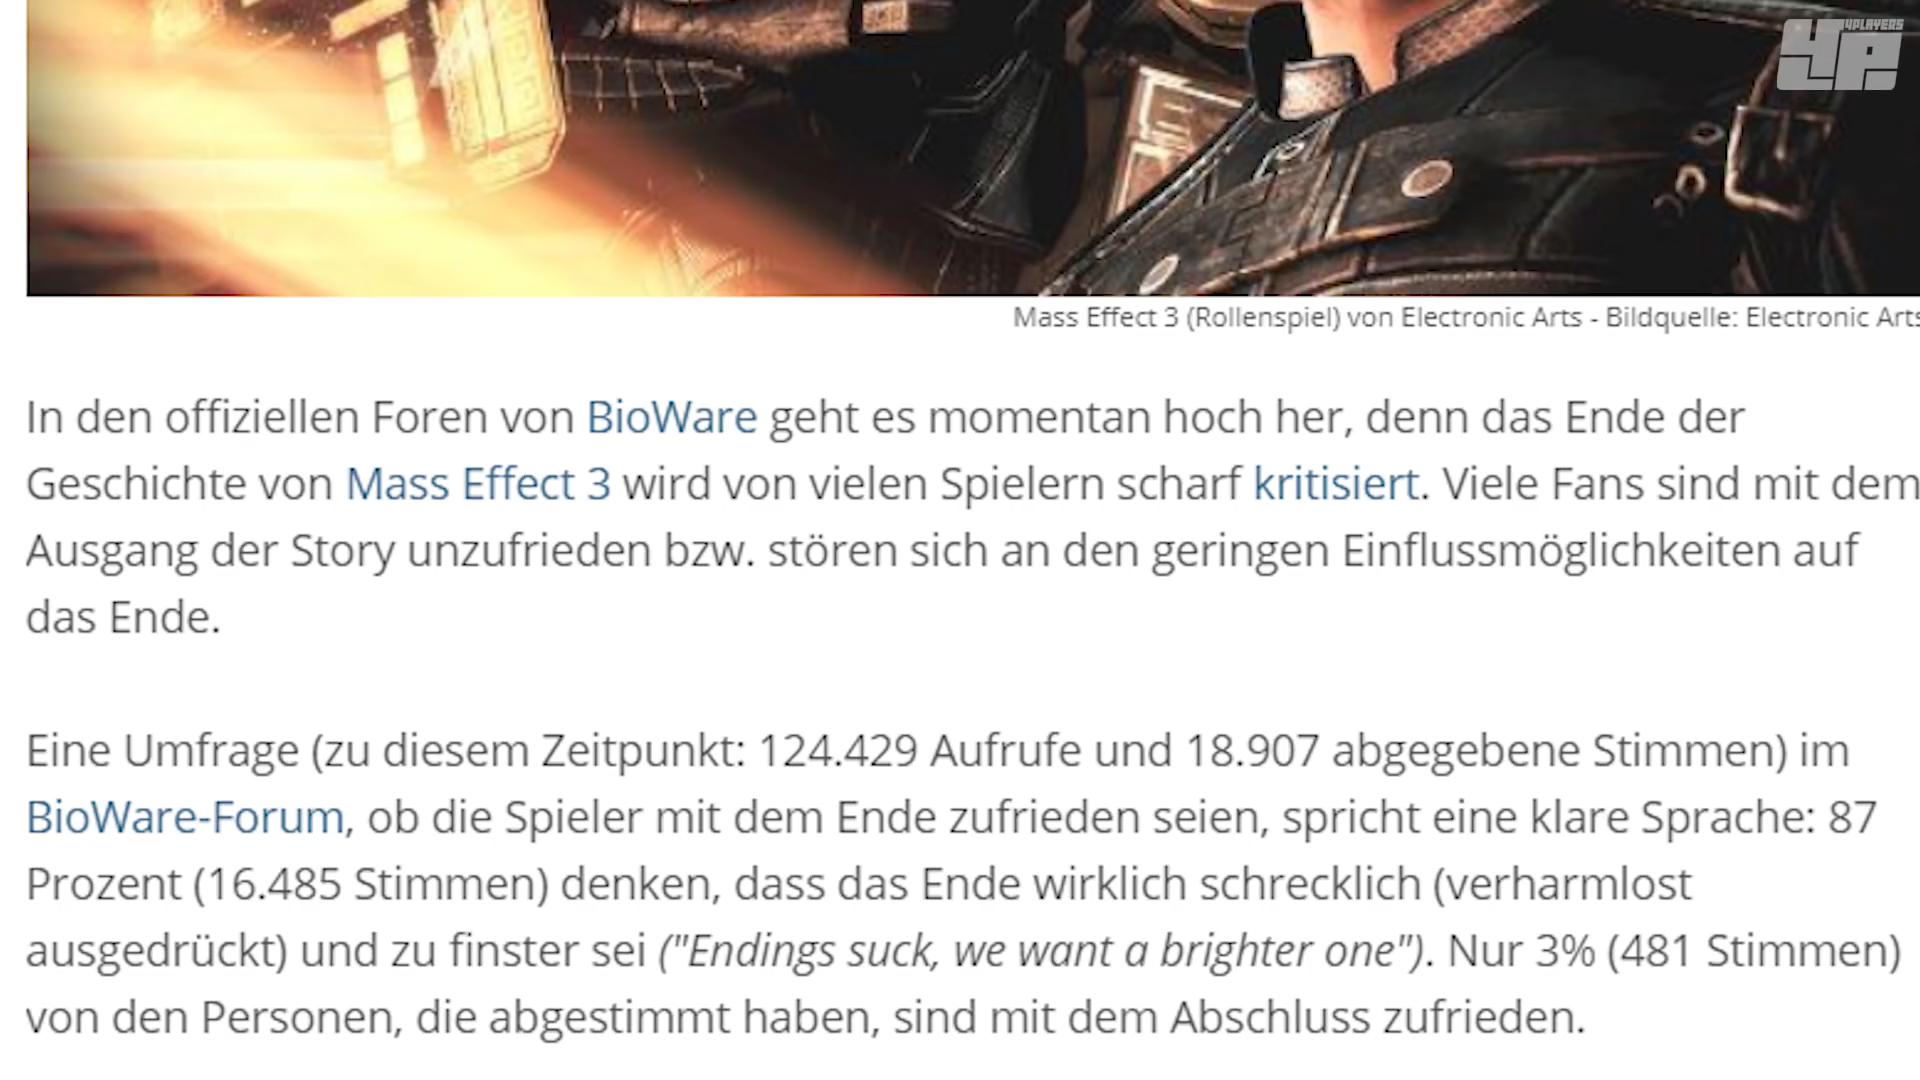 4PLAYERS
4P
Mass Effect 3 (Rollenspiel) von Electronic Arts - Bildquelle: Electronic Arts
In den offiziellen Foren von BioWare geht es momentan hoch her, denn das Ende der
Geschichte von Mass Effect 3 wird von vielen Spielern scharf kritisiert. Viele Fans sind mit dem
Ausgang der Story unzufrieden bzw. stören sich an den geringen Einflussmöglichkeiten auf
das Ende.
Eine Umfrage (zu diesem Zeitpunkt: 124.429 Aufrufe und 18.907 abgegebene Stimmen) im
BioWare-Forum, ob die Spieler mit dem Ende zufrieden seien, spricht eine klare Sprache: 87
Prozent (16.485 Stimmen) denken, dass das Ende wirklich schrecklich (verharmlost
ausgedrückt) und zu finster sei ("Endings suck, we want a brighter one"). Nur 3% (481 Stimmen)
von den Personen, die abgestimmt haben, sind mit dem Abschluss zufrieden.